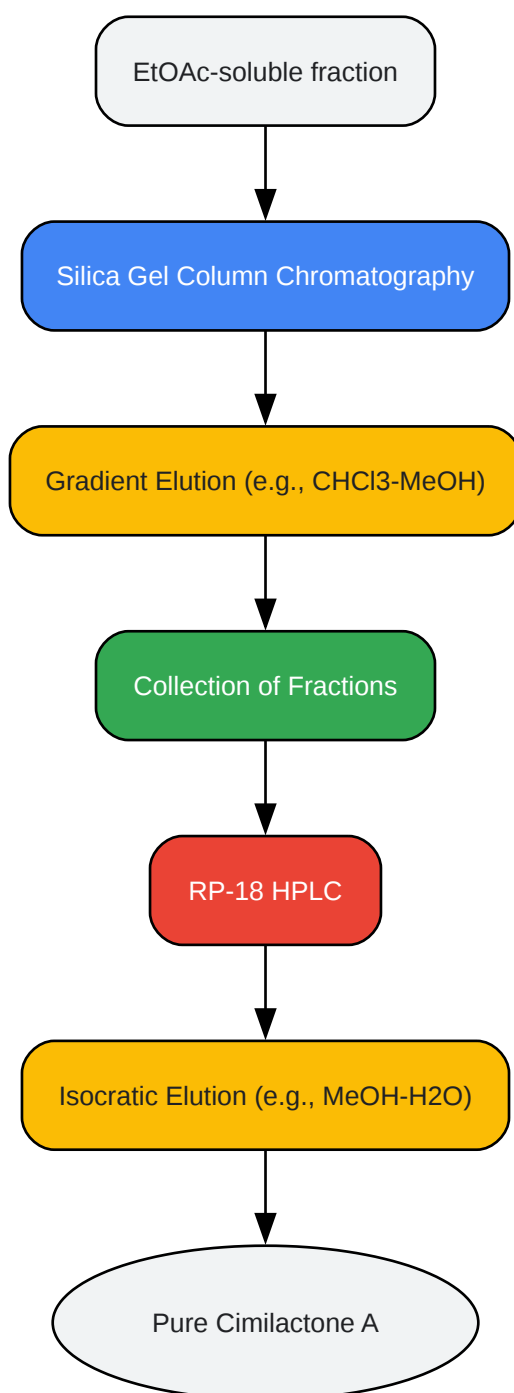 EtOAc-soluble fraction
Silica Gel Column Chromatography
Gradient Elution (e.g., CHCl3-MeOH)
Collection of Fractions
RP-18 HPLC
Isocratic Elution (e.g., MeOH-H2O)
Pure Cimilactone A